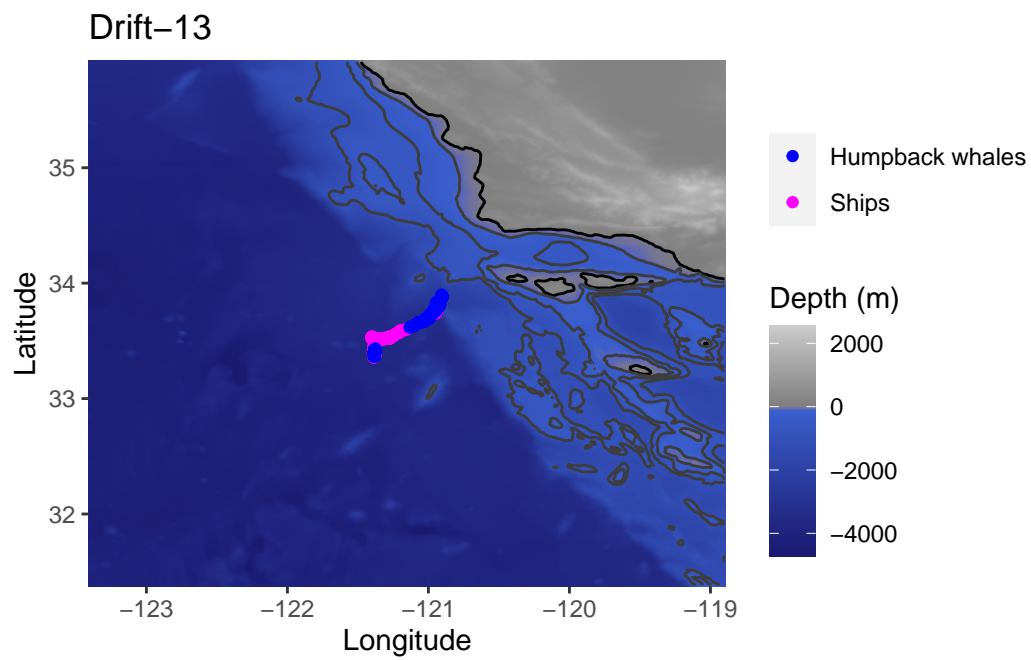 Drift−13
35
34
33
32
Latitude
−123
−122
−121
−120
−119
Longitude
Humpback whales
Ships
Depth (m)
2000
0
−2000
−4000